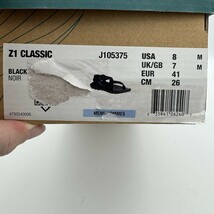 Z1 CLASSIC J105375
BLACK
NOIR
USA 8 M
UK/GB 7 M
EUR 41
CM 26